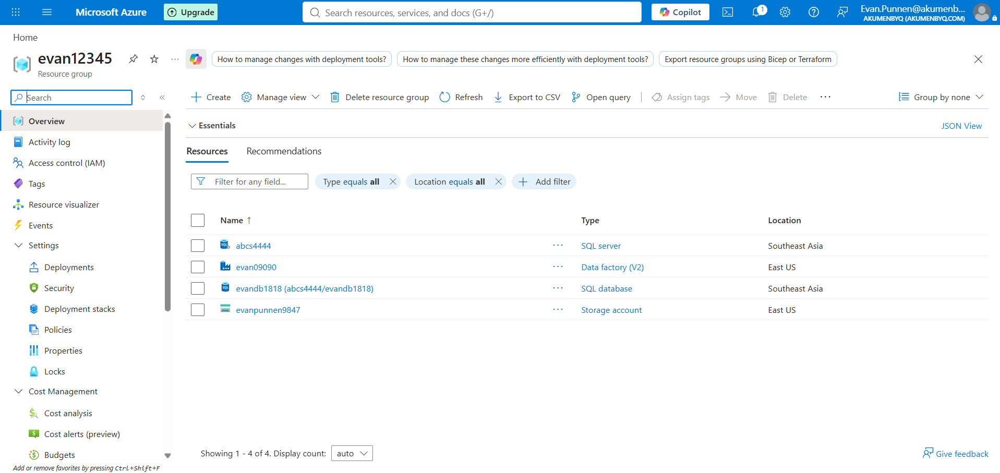 Microsoft Azure
Upgrade
Search resources, services, and docs (G+/)
Copilot
1
Evan.Punnen@akumenb...
AKUMENBYQ (AKUMENBYQ.COM)
Home
evan12345
Resource group
How to manage changes with deployment tools?
How to manage these changes more efficiently with deployment tools?
Export resource groups using Bicep or Terraform
Search
Create
Manage view
Delete resource group
Refresh
Export to CSV
Open query
Assign tags
Move
Delete
Group by none
Overview
Activity log
Access control (IAM)
Tags
Resource visualizer
Events
Settings
Deployments
Security
Deployment stacks
Policies
Properties
Locks
Cost Management
Cost analysis
Cost alerts (preview)
Budgets
Add or remove favorites by pressing Ctrl+Shift+F
Essentials
JSON View
Resources
Recommendations
Filter for any field...
Type equals all
Location equals all
Add filter
Name ↑ Type Location
abcs4444 ... SQL server Southeast Asia
evan09090 ... Data factory (V2) East US
evandb1818 (abcs4444/evandb1818) ... SQL database Southeast Asia
evanpunnen9847 ... Storage account East US
Showing 1 - 4 of 4. Display count: auto
Give feedback